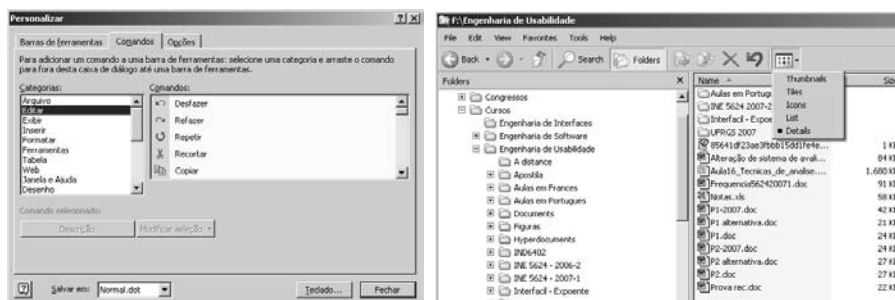 Personalizar
Barras de ferramentas Comandos Opções
Para adicionar um comando a uma barra de ferramentas: selecione uma categoria e arraste o comando
para fora desta caixa de diálogo até uma barra de ferramentas.
Categorias: Comandos:
Arquivo
Editar
Exibir
Inserir
Formatar
Ferramentas
Tabela
Web
Janela e Ajuda
Desenho
Desfazer
Refazer
Repetir
Recortar
Copiar
Comando selecionado:
Descrição Modificar seleção
Salvar em: Normal.dot Teclado... Fechar
f:\Engenharia de Usabilidade
File Edit View Favorites Tools Help
Back Search Folders
Folders
Congressos
Cursos
Engenharia de Interfaces
Engenharia de Software
Engenharia de Usabilidade
A distance
Apostila
Aulas em Frances
Aulas em Portugues
Documents
Figuras
Hyperdocuments
IND6402
INE 5624 - 2006-2
INE 5624 - 2007-1
Interfacil - Expoente
Name Size
Aulas em Portugu
INE 5624 2007-2
Interfacil - Expoe
UFRGS 2007
Thumbnails
Tiles
Icons
List
Details
1 KB
Alteração de sistema de avali... 84 KB
Aula16_Tecnicas_de_analise.... 1.680 KB
Frequencia562420071.doc 91 KB
Notas.xls 58 KB
P1-2007.doc 42 KB
P1 alternativa.doc 21 KB
P1.doc 24 KB
P2-2007.doc 24 KB
P2 alternativa.doc 27 KB
P2.doc 27 KB
Prova rec.doc 22 KB